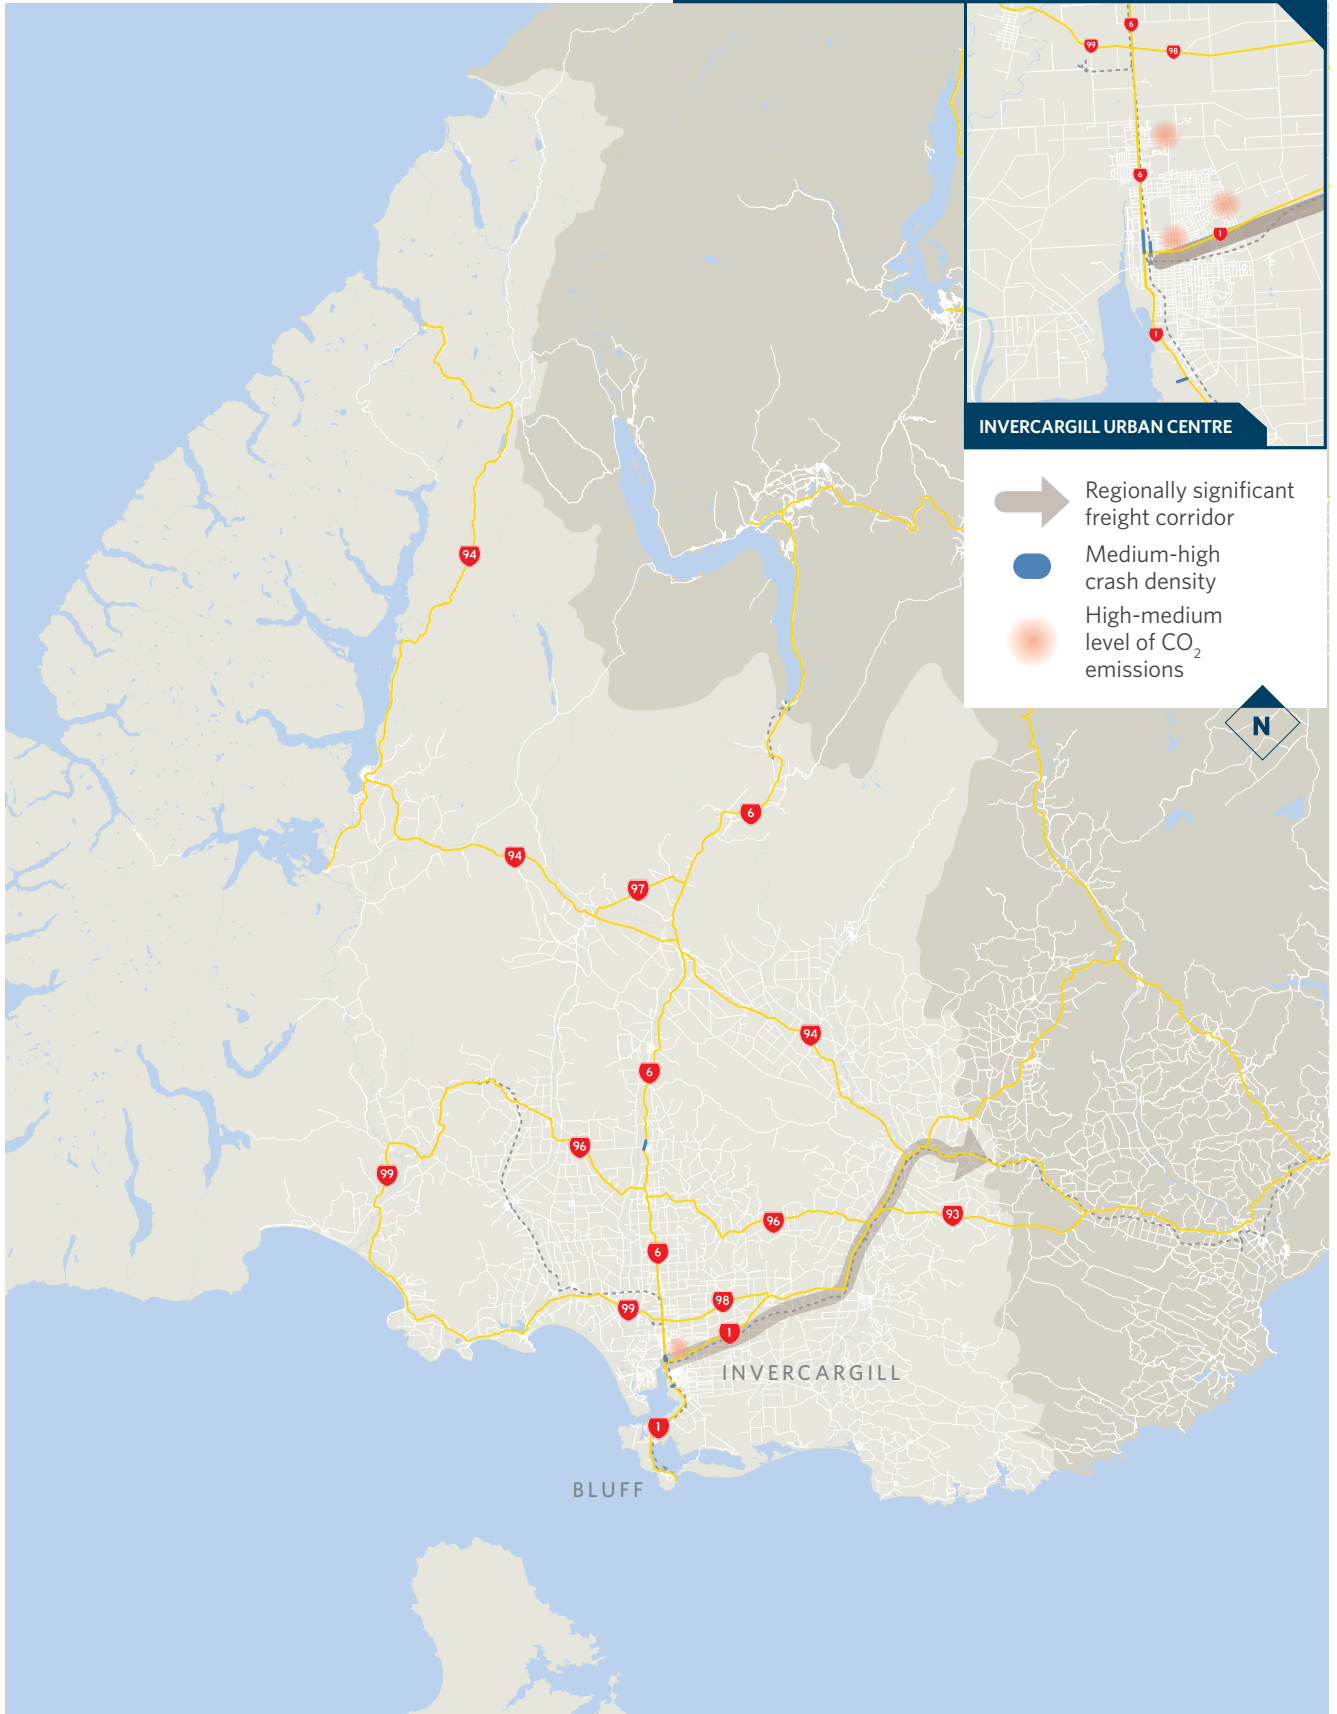 6
99
98
6
1
1
INVERCARGILL URBAN CENTRE
Regionally significant
freight corridor
Medium-high
crash density
High-medium
level of CO2
emissions
N
94
6
94
97
94
6
96
99
93
96
6
98
99
1
INVERCARGILL
1
BLUFF